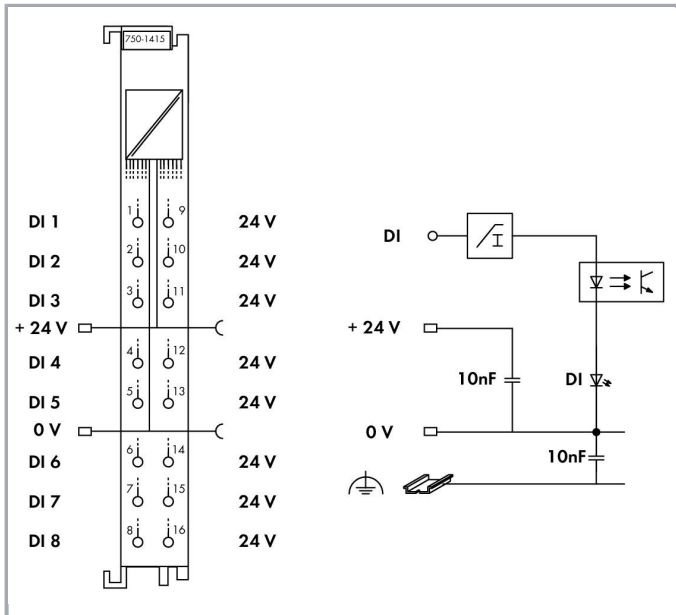 750-1415
DI 1 1 9 24 V
DI 2 2 10 24 V
DI 3 3 11 24 V
+ 24 V
DI 4 4 12 24 V
DI 5 5 13 24 V
0 V
DI 6 6 14 24 V
DI 7 7 15 24 V
DI 8 8 16 24 V
DI
I
+ 24 V
10nF
DI
0 V
10nF